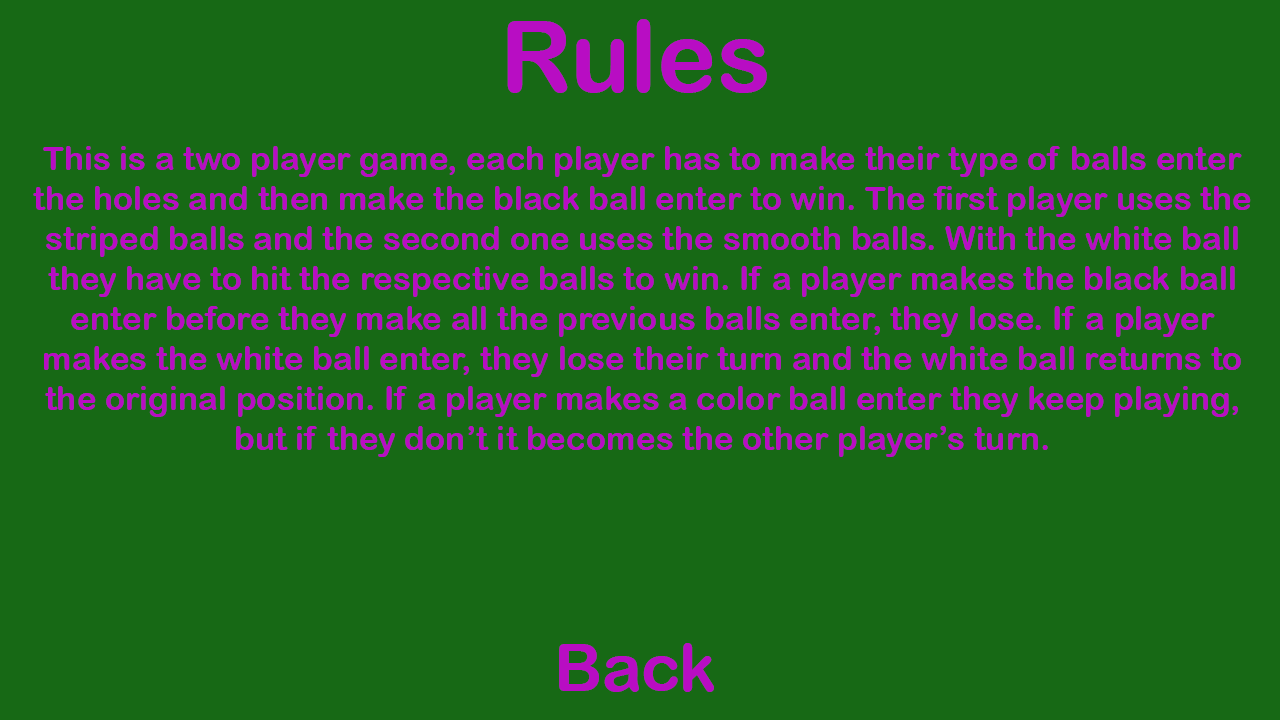 Rules
This is a two player game, each player has to make their type of balls enter
the holes and then make the black ball enter to win. The first player uses the
striped balls and the second one uses the smooth balls. With the white ball
they have to hit the respective balls to win. If a player makes the black ball
enter before they make all the previous balls enter, they lose. If a player
makes the white ball enter, they lose their turn and the white ball returns to
the original position. If a player makes a color ball enter they keep playing,
but if they don’t it becomes the other player’s turn.
Back